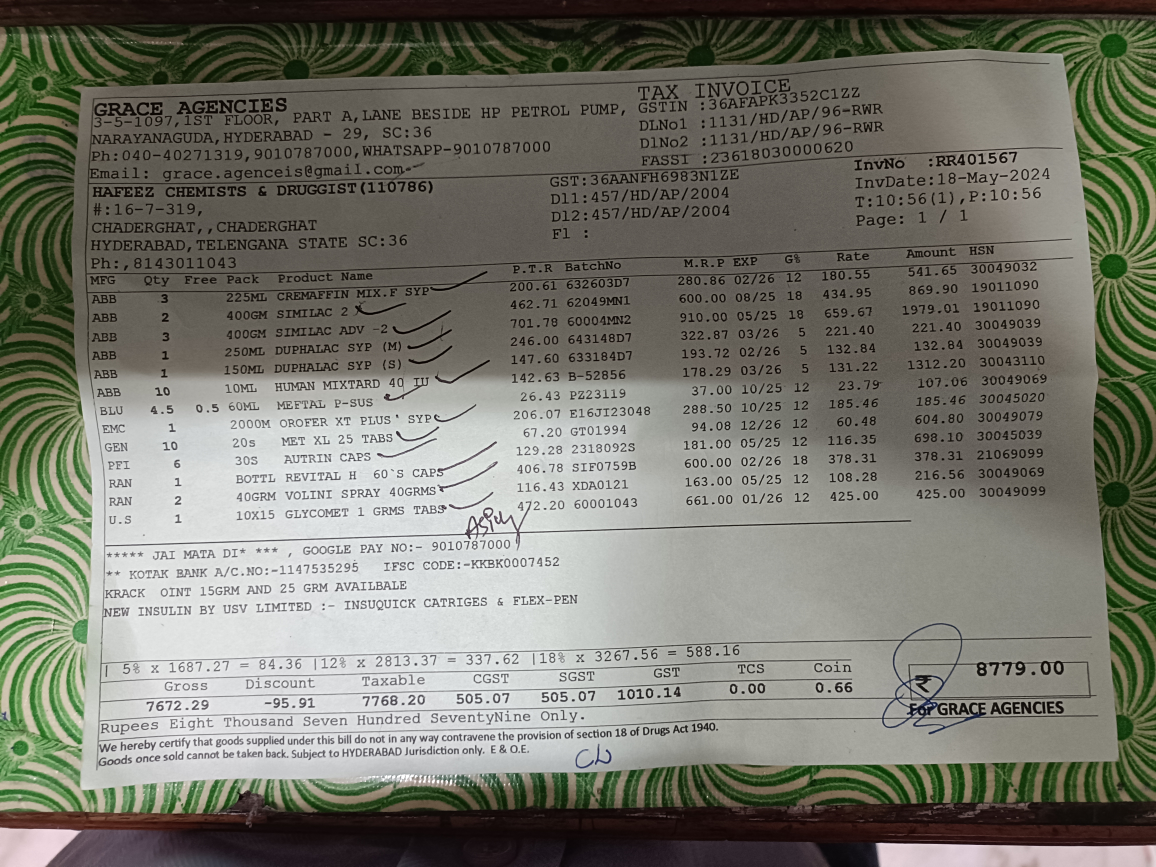 GRACE AGENCIES
3-5-1097,1ST FLOOR, PART A,LANE BESIDE HP PETROL PUMP,
NARAYANAGUDA,HYDERABAD - 29, SC:36
Ph:040-40271319,9010787000,WHATSAPP-9010787000
Email: grace.agenceis@gmail.com
TAX INVOICE
GSTIN :36AFAPK3352C1ZZ
DLNo1 :1131/HD/AP/96-RWR
DlNo2 :1131/HD/AP/96-RWR
FASSI :23618030000620
HAFEEZ CHEMISTS & DRUGGIST(110786)
#:16-7-319,
CHADERGHAT,,CHADERGHAT
HYDERABAD,TELENGANA STATE SC:36
Ph:,8143011043
GST:36AANFH6983N1ZE
Dl1:457/HD/AP/2004
Dl2:457/HD/AP/2004
Fl :
InvNo :RR401567
InvDate:18-May-2024
T:10:56(1),P:10:56
Page: 1 / 1
MFG Qty Free Pack Product Name P.T.R BatchNo M.R.P EXP G% Rate Amount HSN
ABB 3 225ML CREMAFFIN MIX.F SYP 200.61 632603D7 280.86 02/26 12 180.55 541.65 30049032
ABB 2 400GM SIMILAC 2 462.71 62049MN1 600.00 08/25 18 434.95 869.90 19011090
ABB 3 400GM SIMILAC ADV -2 701.78 60004MN2 910.00 05/25 18 659.67 1979.01 19011090
ABB 1 250ML DUPHALAC SYP (M) 246.00 643148D7 322.87 03/26 5 221.40 221.40 30049039
ABB 1 150ML DUPHALAC SYP (S) 147.60 633184D7 193.72 03/26 5 132.84 132.84 30049039
ABB 10 10ML HUMAN MIXTARD 40 IU 142.63 B-52856 178.29 03/26 5 131.22 1312.20 30043110
BLU 4.5 0.5 60ML MEFTAL P-SUS 26.43 PZ23119 37.00 10/25 12 23.79 107.06 30049069
EMC 1 2000M OROFER XT PLUS' SYP 206.07 E16JI23048 288.50 10/25 12 185.46 185.46 30045020
GEN 10 20s MET XL 25 TABS 67.20 GT01994 94.08 12/26 12 60.48 604.80 30049079
PFI 6 30S AUTRIN CAPS 129.28 2318092S 181.00 05/25 12 116.35 698.10 30045039
RAN 1 BOTTL REVITAL H 60`S CAPS 406.78 SIF0759B 600.00 02/26 18 378.31 378.31 21069099
RAN 2 40GRM VOLINI SPRAY 40GRMS 116.43 XDA0121 163.00 05/25 12 108.28 216.56 30049069
U.S 1 10X15 GLYCOMET 1 GRMS TABS 472.20 60001043 661.00 01/26 12 425.00 425.00 30049099
***** JAI MATA DI* *** , GOOGLE PAY NO:- 9010787000
** KOTAK BANK A/C.NO:-1147535295 IFSC CODE:-KKBK0007452
KRACK OINT 15GRM AND 25 GRM AVAILBALE
NEW INSULIN BY USV LIMITED :- INSUQUICK CATRIGES & FLEX-PEN
| 5% x 1687.27 = 84.36 |12% x 2813.37 = 337.62 |18% x 3267.56 = 588.16
Gross Discount Taxable CGST SGST GST TCS Coin
7672.29 -95.91 7768.20 505.07 505.07 1010.14 0.00 0.66
₹ 8779.00
Rupees Eight Thousand Seven Hundred SeventyNine Only.
For GRACE AGENCIES
We hereby certify that goods supplied under this bill do not in any way contravene the provision of section 18 of Drugs Act 1940.
Goods once sold cannot be taken back. Subject to HYDERABAD Jurisdiction only. E & O.E.